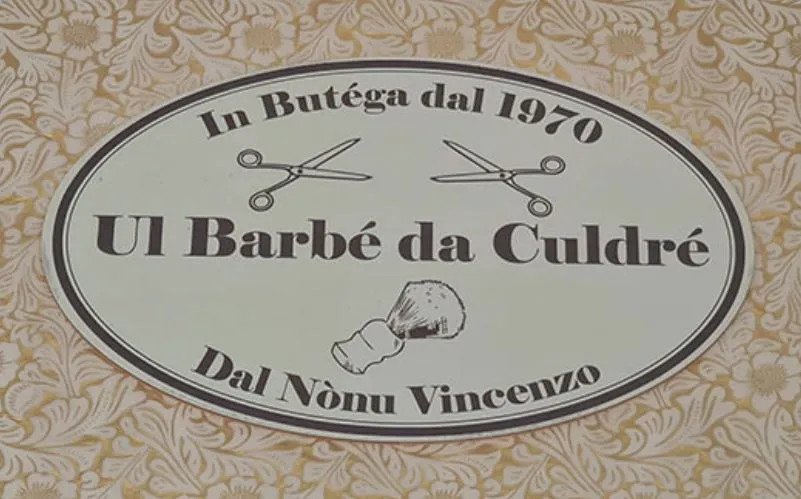 In Butéga dal 1970
Ul Barbé da Culdré
Dal Nònu Vincenzo